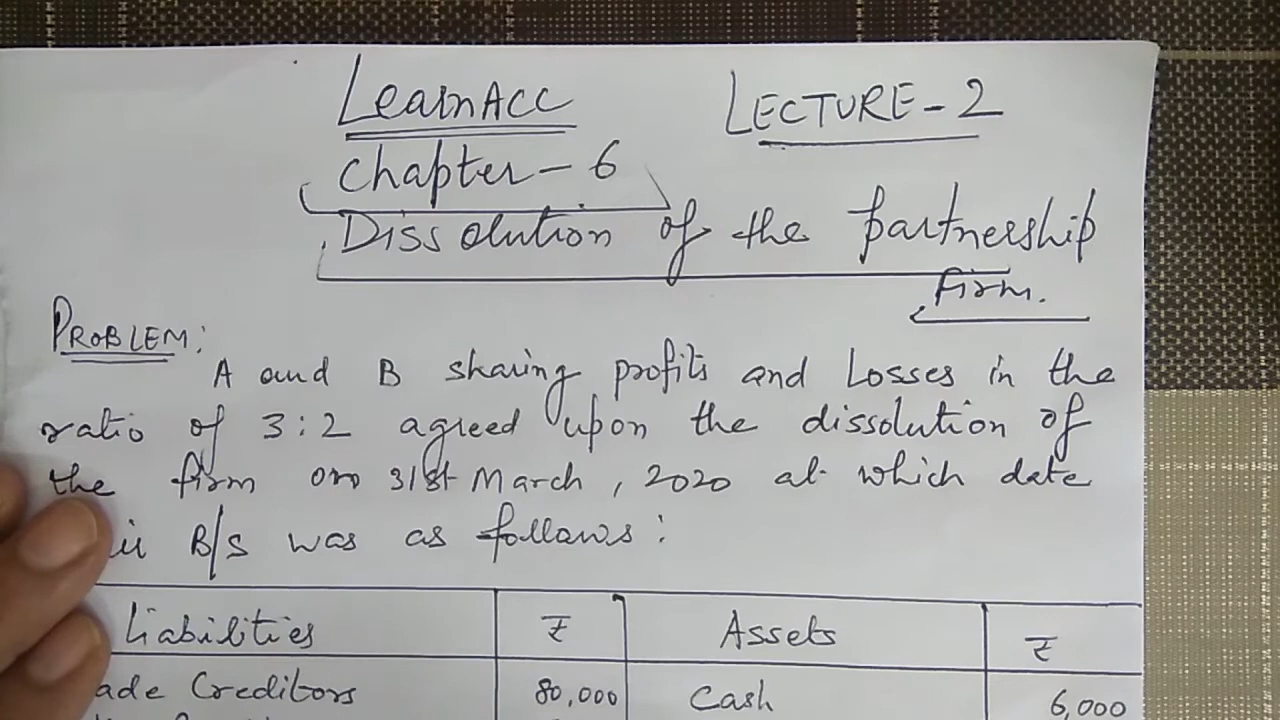 LearnAcc LECTURE-2
Chapter-6
Dissolution of the partnership
firm.
PROBLEM:
A and B sharing profits and Losses in the
ratio of 3:2 agreed upon the dissolution of
the firm on 31st March, 2020 at which date
B/S was as follows:
Liabilities ₹ Assets ₹
ade Creditors 80,000 Cash 6,000